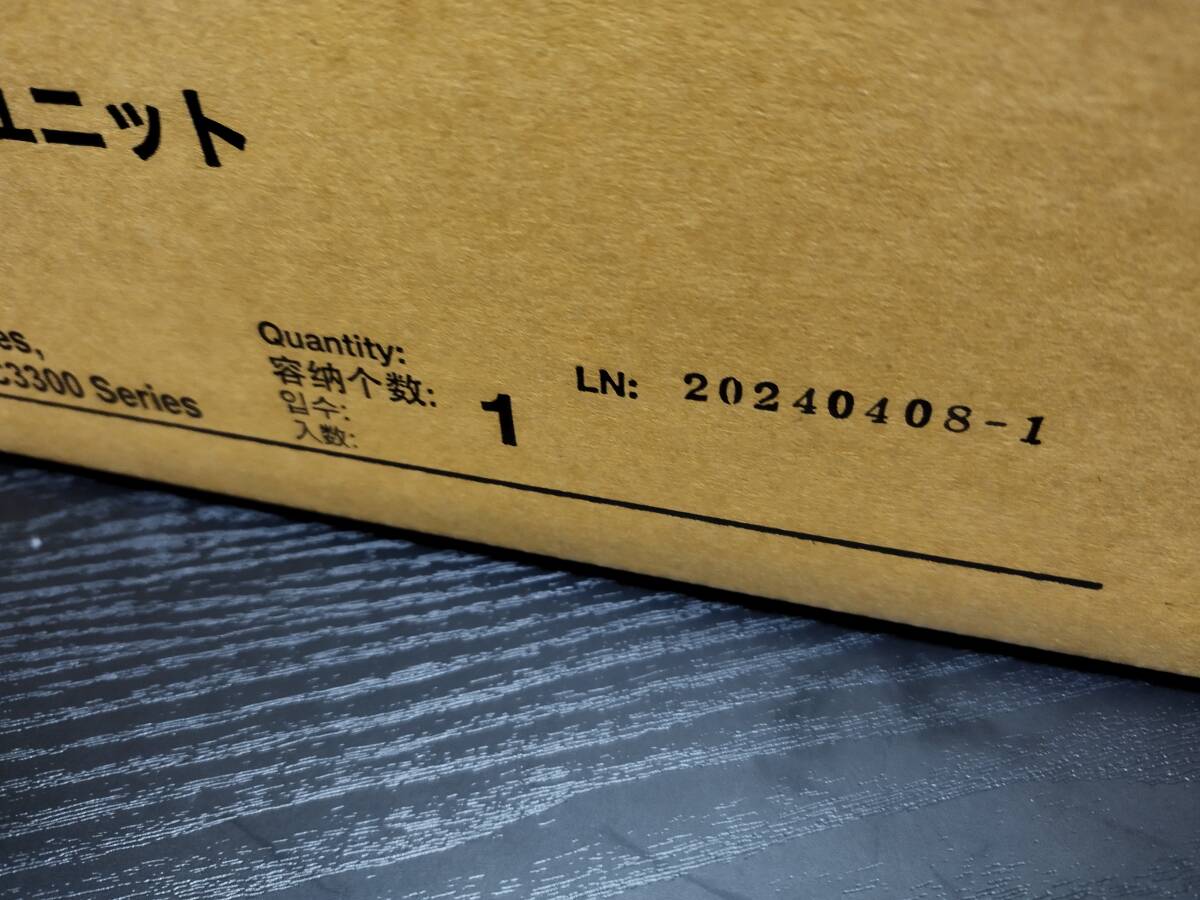 ユニット
es,
C3300 Series
Quantity:
容纳个数:
입수:
入数:
1
LN: 20240408-1